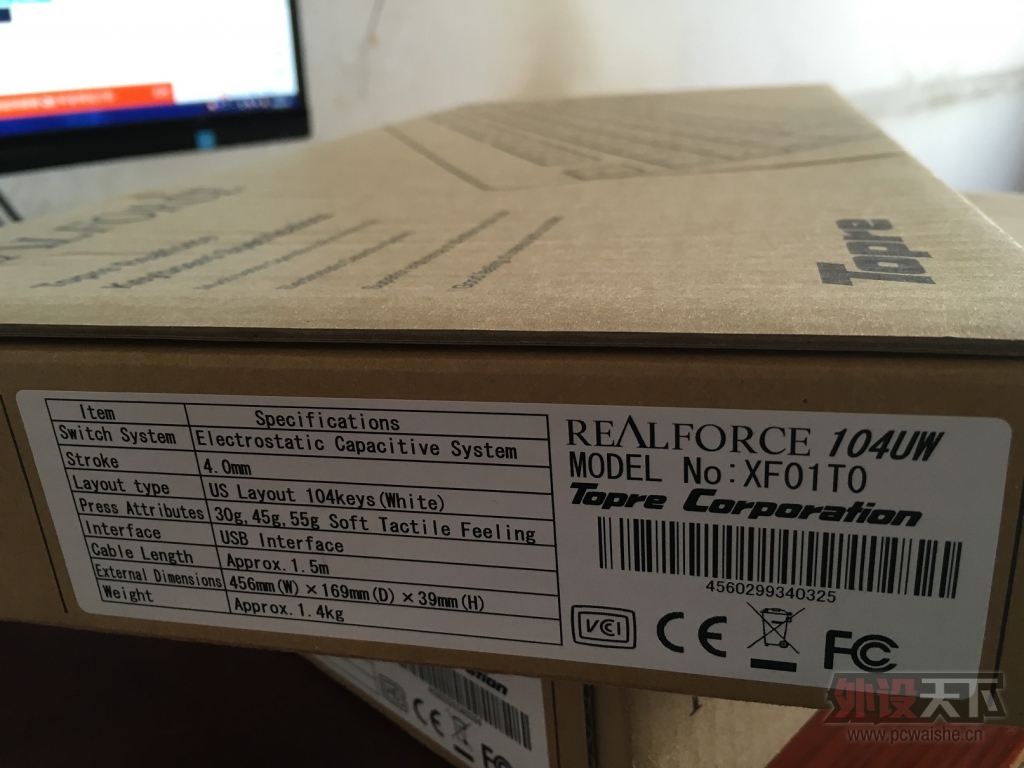 REALFORCE
Topre
Item Specifications
Switch System Electrostatic Capacitive System
Stroke 4.0mm
Layout type US Layout 104keys(White)
Press Attributes 30g,45g,55g Soft Tactile Feeling
Interface USB Interface
Cable Length Approx.1.5m
External Dimensions 456mm(W)×169mm(D)×39mm(H)
Weight Approx.1.4kg
REALFORCE 104UW
MODEL No:XF01T0
Topre Corporation
4560299340325
VCI CE FC
CE FC
外设天下
www.pcwaishe.cn